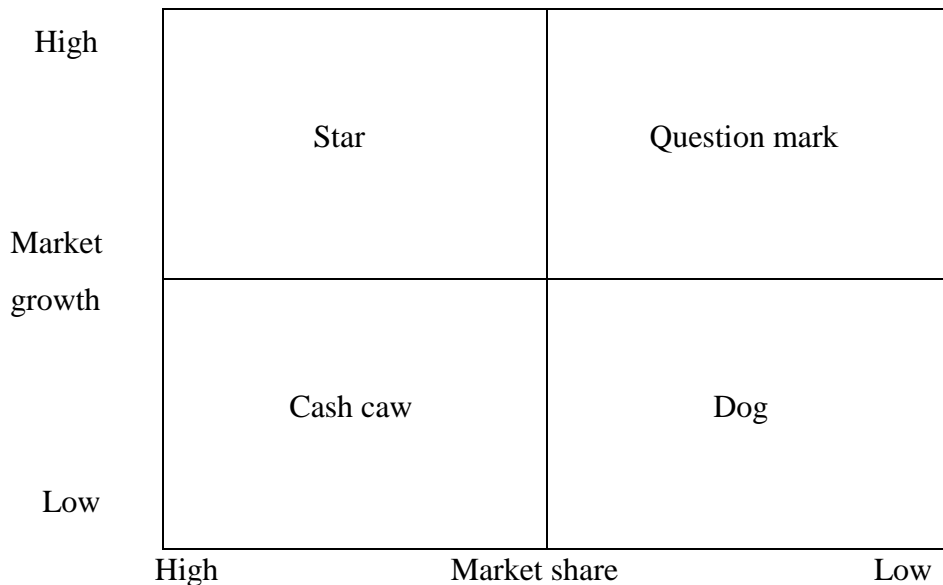 High
Star
Question mark
Market
growth
Cash caw
Dog
Low
High
Market share
Low